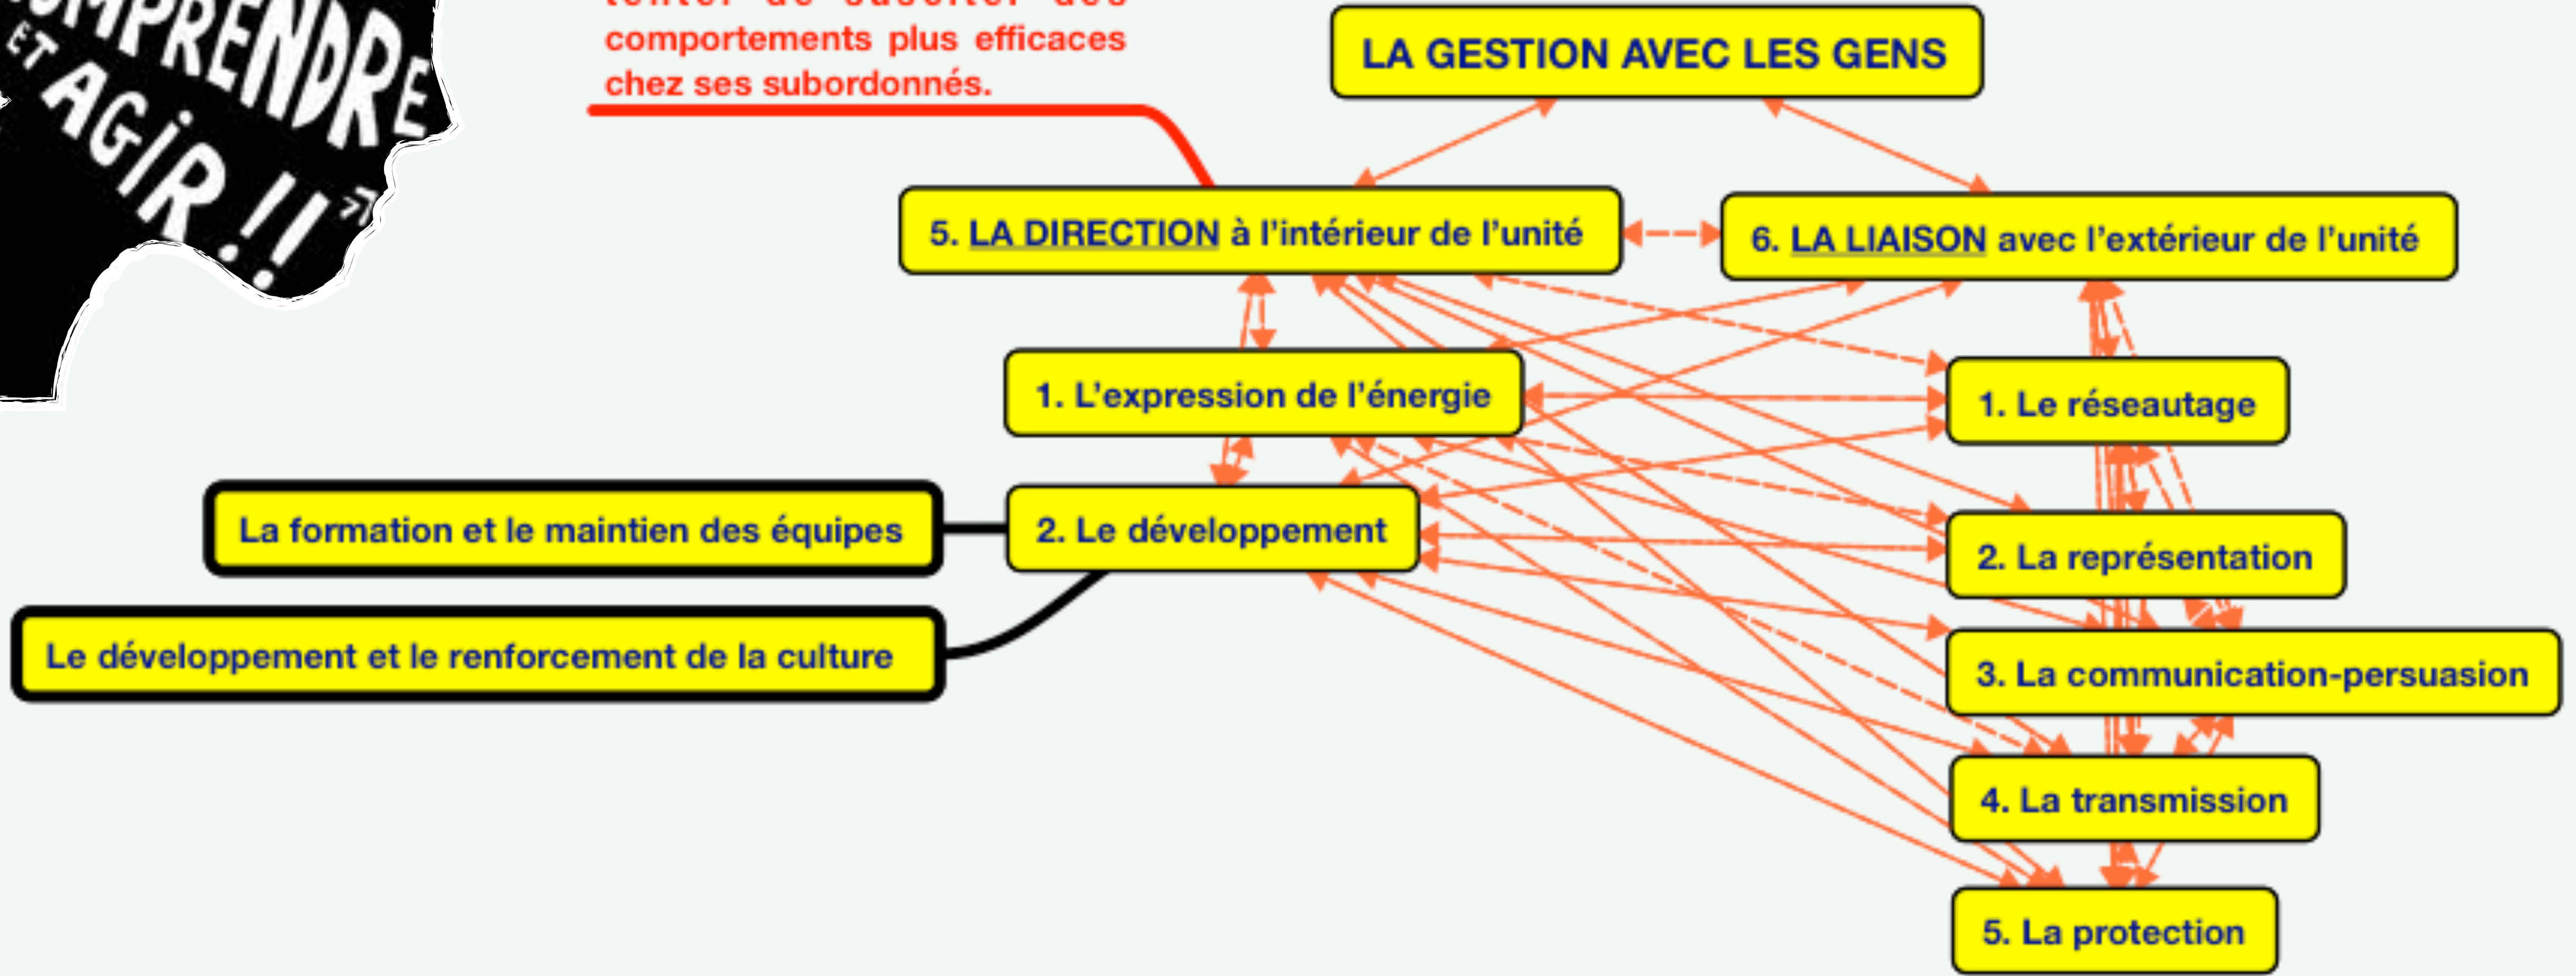 ET
AGIR !! »
comportements plus efficaces
chez ses subordonnés.
LA GESTION AVEC LES GENS
5. LA DIRECTION à l’intérieur de l’unité
6. LA LIAISON avec l’extérieur de l’unité
1. L’expression de l’énergie
1. Le réseautage
La formation et le maintien des équipes
2. Le développement
2. La représentation
Le développement et le renforcement de la culture
3. La communication-persuasion
4. La transmission
5. La protection